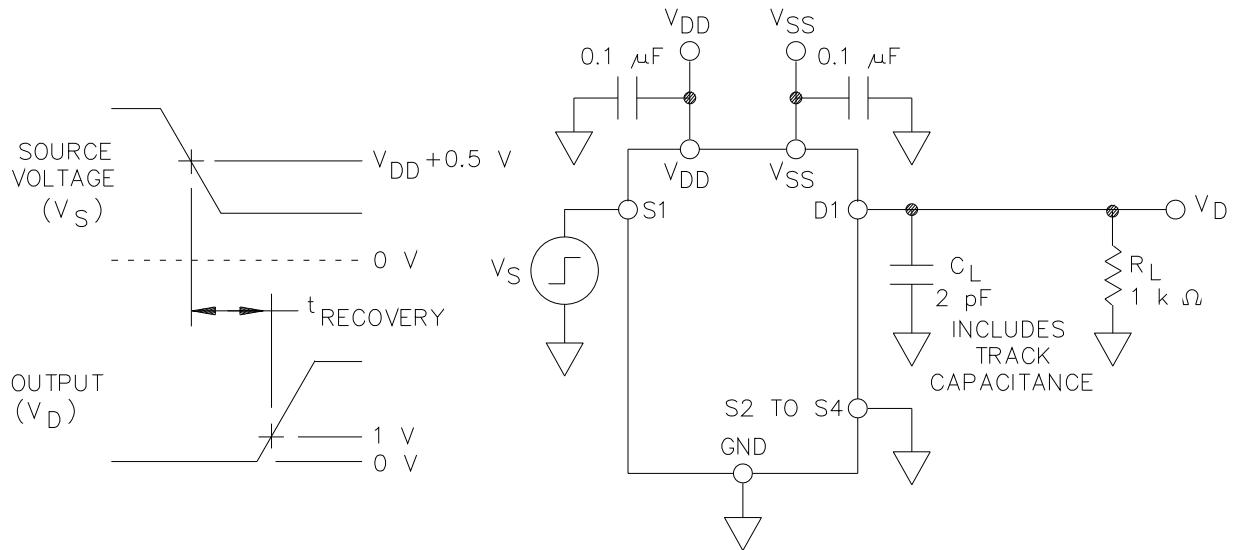 SOURCE
VOLTAGE
(VS)
VDD +0.5 V
0 V
tRECOVERY
OUTPUT
(VD)
1 V
0 V
VDD
VSS
0.1 μF
0.1 μF
VDD
VSS
S1
D1
VD
VS
CL
2 pF
INCLUDES
TRACK
CAPACITANCE
RL
1 k Ω
S2 TO S4
GND